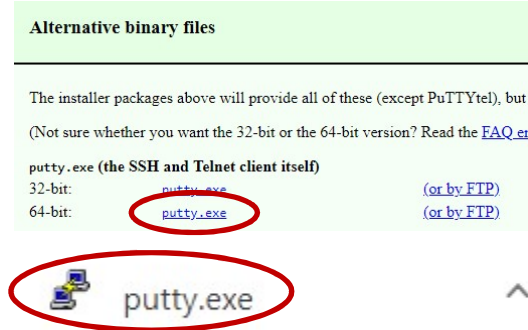 Alternative binary files
The installer packages above will provide all of these (except PuTTYtel), but
(Not sure whether you want the 32-bit or the 64-bit version? Read the FAQ en
putty.exe (the SSH and Telnet client itself)
32-bit: putty.exe (or by FTP)
64-bit: putty.exe (or by FTP)
putty.exe